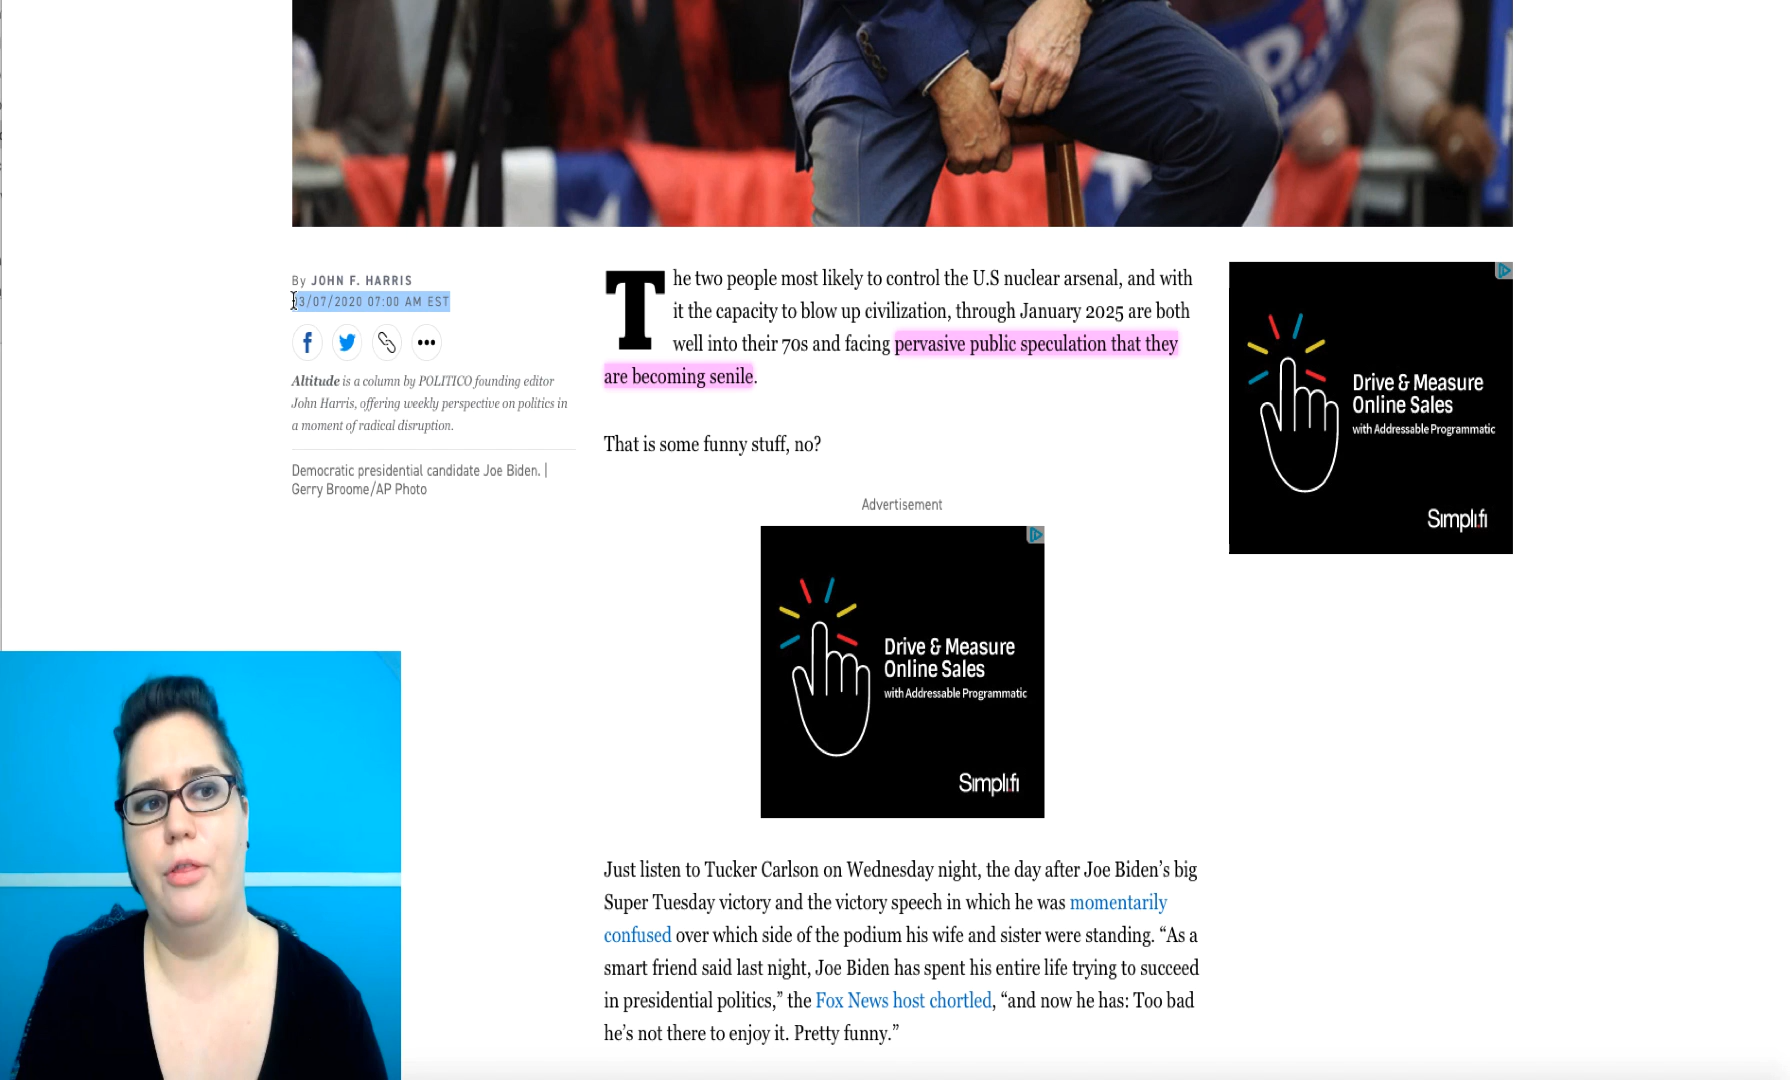 By JOHN F. HARRIS
03/07/2020 07:00 AM EST
Altitude is a column by POLITICO founding editor
John Harris, offering weekly perspective on politics in
a moment of radical disruption.
Democratic presidential candidate Joe Biden. |
Gerry Broome/AP Photo
The two people most likely to control the U.S nuclear arsenal, and with
it the capacity to blow up civilization, through January 2025 are both
well into their 70s and facing pervasive public speculation that they
are becoming senile.
That is some funny stuff, no?
Advertisement
Drive & Measure
Online Sales
with Addressable Programmatic
Simpli.fi
Just listen to Tucker Carlson on Wednesday night, the day after Joe Biden’s big
Super Tuesday victory and the victory speech in which he was momentarily
confused over which side of the podium his wife and sister were standing. “As a
smart friend said last night, Joe Biden has spent his entire life trying to succeed
in presidential politics,” the Fox News host chortled, “and now he has: Too bad
he’s not there to enjoy it. Pretty funny.”
Drive & Measure
Online Sales
with Addressable Programmatic
Simpli.fi